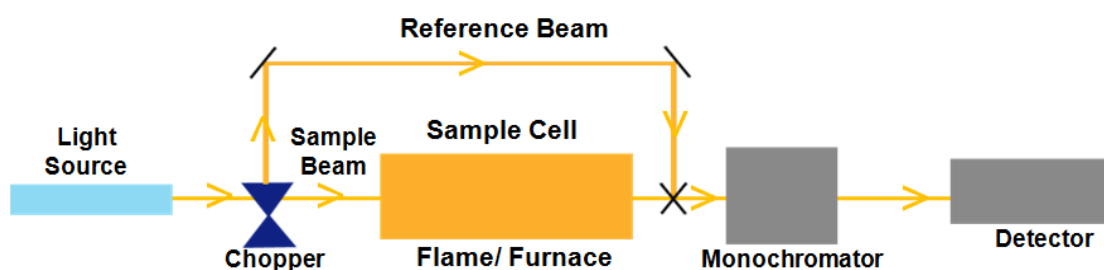 Reference Beam
Light
Source
Sample
Beam
Sample Cell
Chopper
Flame/ Furnace
Monochromator
Detector